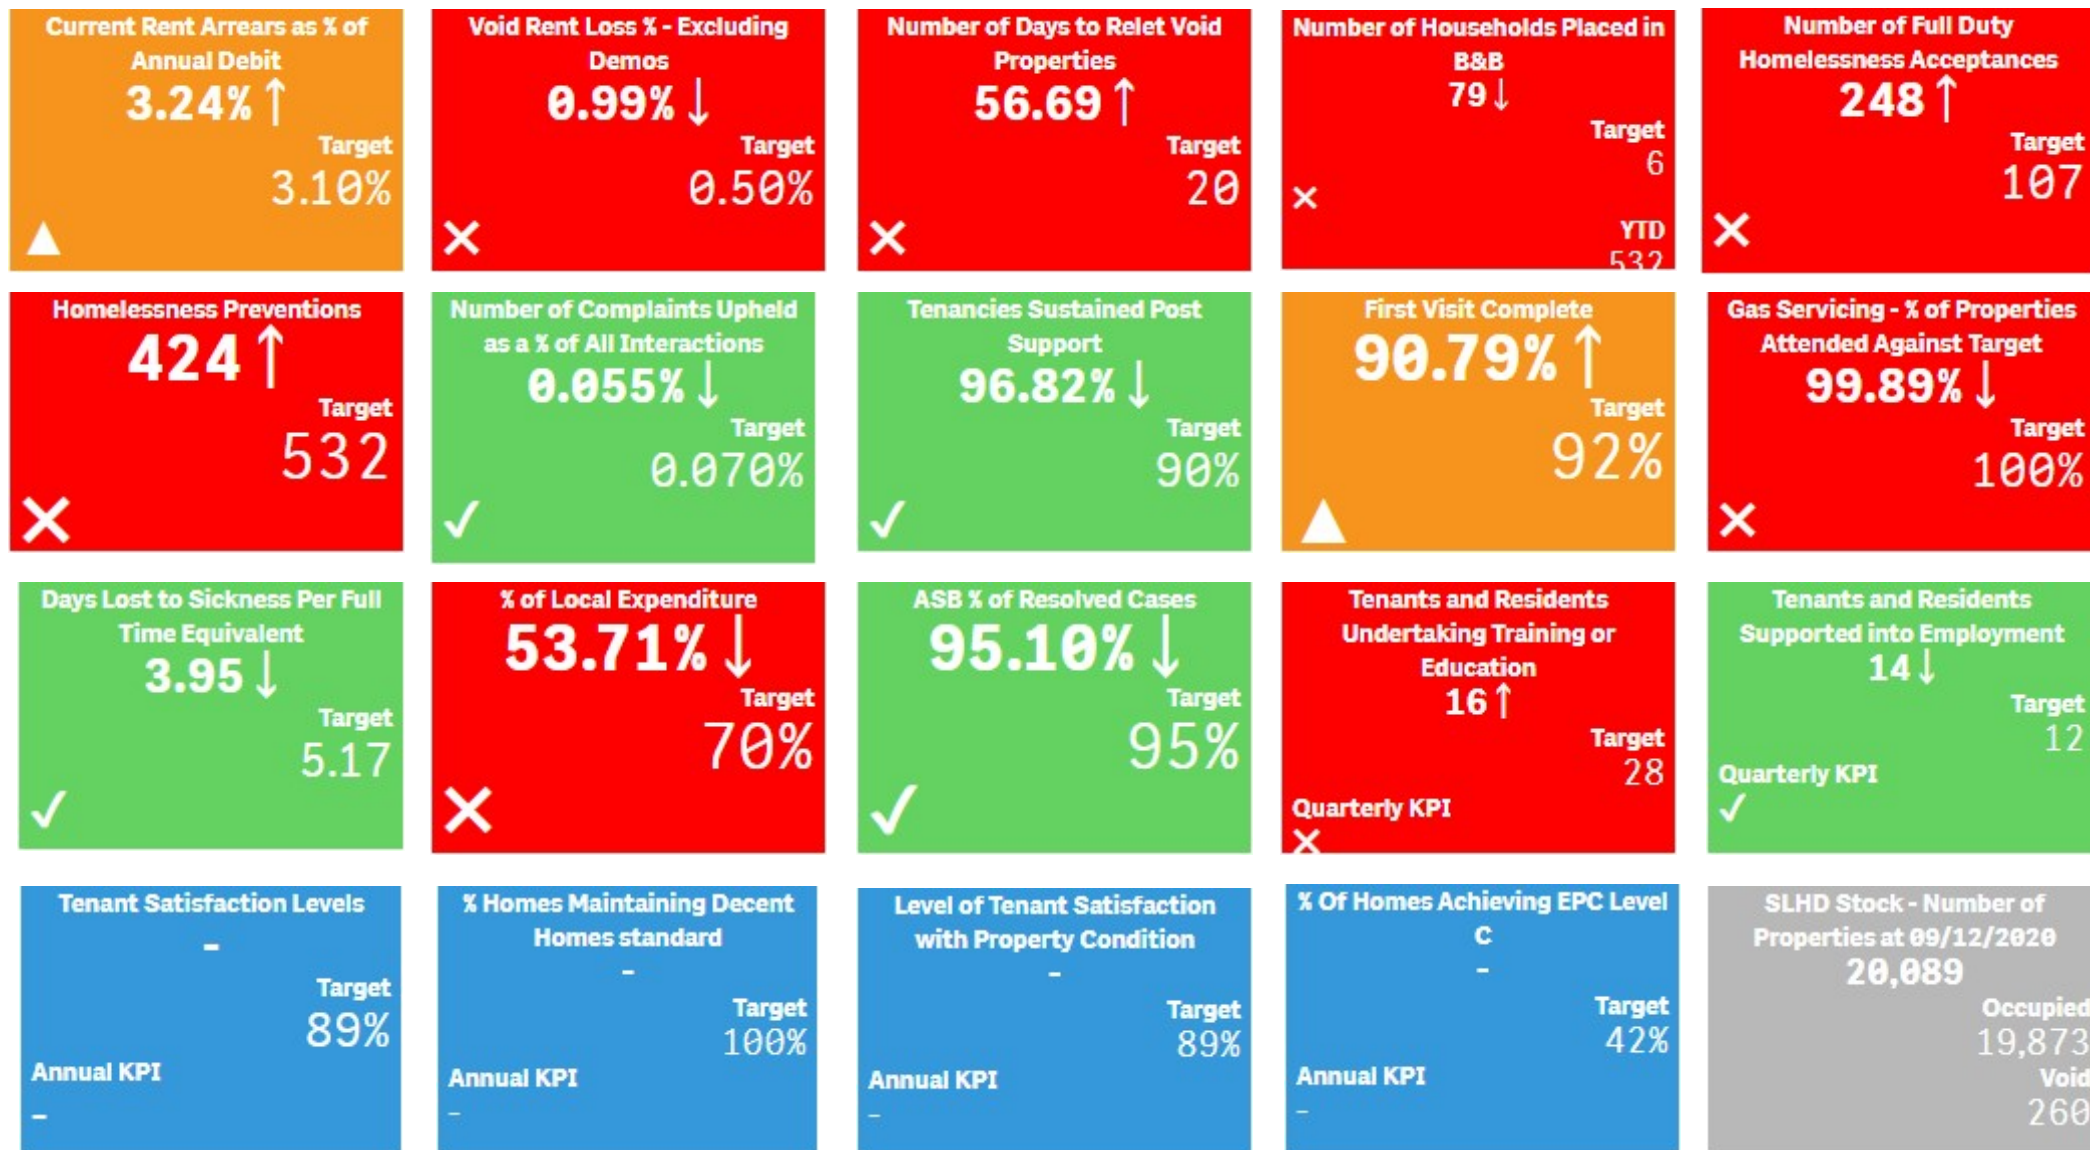 Current Rent Arrears as % of
Annual Debit
3.24% ↑
Target
3.10%
Void Rent Loss % - Excluding
Demos
0.99% ↓
Target
0.50%
Number of Days to Relet Void
Properties
56.69 ↑
Target
20
Number of Households Placed in
B&B
79 ↓
Target
6
YTD
532
Number of Full Duty
Homelessness Acceptances
248 ↑
Target
107
Homelessness Preventions
424 ↑
Target
532
Number of Complaints Upheld
as a % of All Interactions
0.055% ↓
Target
0.070%
Tenancies Sustained Post
Support
96.82% ↓
Target
90%
First Visit Complete
90.79% ↑
Target
92%
Gas Servicing - % of Properties
Attended Against Target
99.89% ↓
Target
100%
Days Lost to Sickness Per Full
Time Equivalent
3.95 ↓
Target
5.17
% of Local Expenditure
53.71% ↓
Target
70%
ASB % of Resolved Cases
95.10% ↓
Target
95%
Tenants and Residents
Undertaking Training or
Education
16 ↑
Target
28
Quarterly KPI
Tenants and Residents
Supported into Employment
14 ↓
Target
12
Quarterly KPI
Tenant Satisfaction Levels
-
Target
89%
Annual KPI
-
% Homes Maintaining Decent
Homes standard
-
Target
100%
Annual KPI
-
Level of Tenant Satisfaction
with Property Condition
-
Target
89%
Annual KPI
-
% Of Homes Achieving EPC Level
C
-
Target
42%
Annual KPI
-
SLHD Stock - Number of
Properties at 09/12/2020
20,089
Occupied
19,873
Void
260